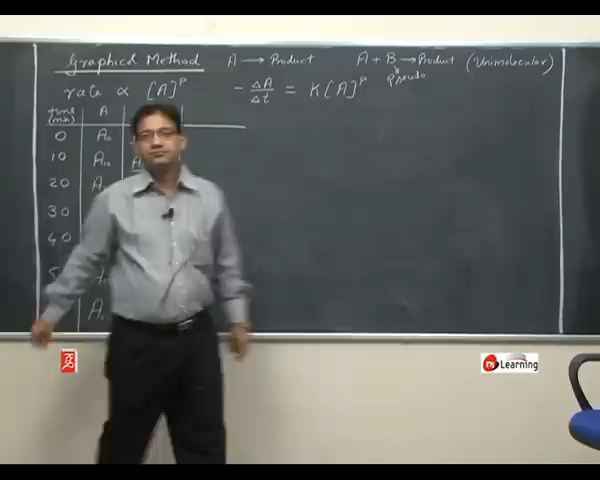 Graphical Method A → Product A + B → Product (Unimolecular)
Pseudo
rate ∝ [A]^p - ΔA/Δt = K[A]^p
time (min) A
0 A₀
10 A₁₀
20 A
30
40
Learning